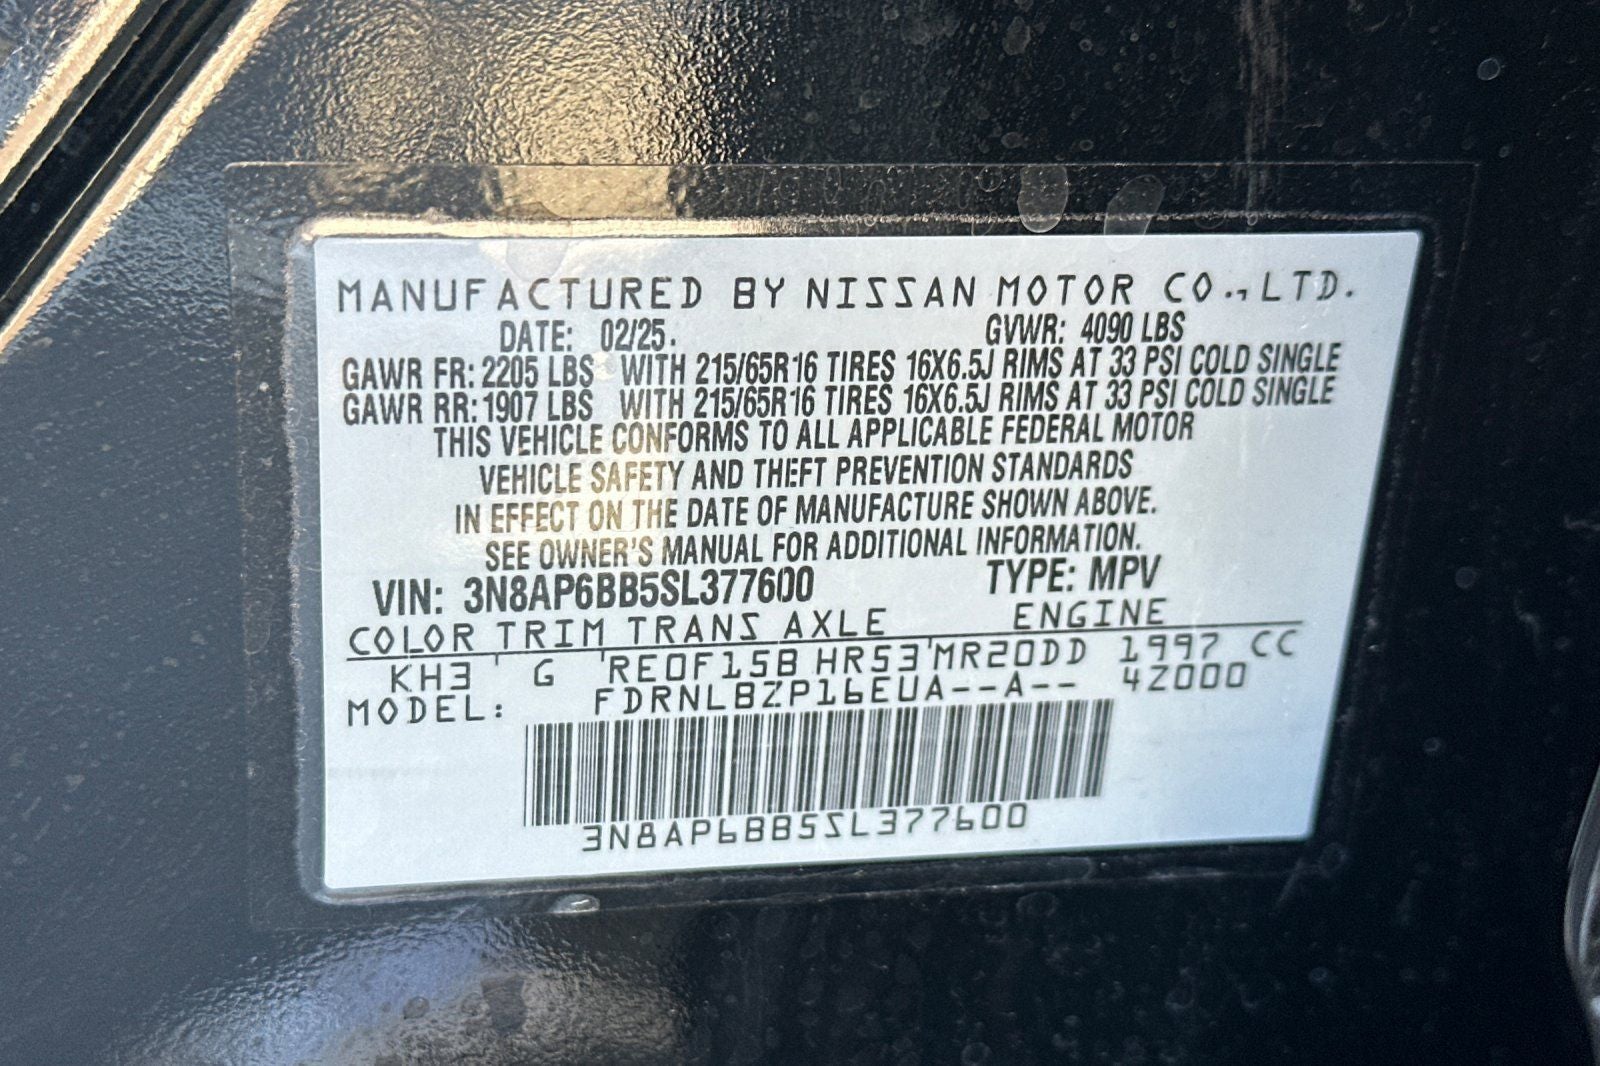 MANUFACTURED BY NISSAN MOTOR CO., LTD.
DATE: 02/25. GVWR: 4090 LBS
GAWR FR: 2205 LBS WITH 215/65R16 TIRES 16X6.5J RIMS AT 33 PSI COLD SINGLE
GAWR RR: 1907 LBS WITH 215/65R16 TIRES 16X6.5J RIMS AT 33 PSI COLD SINGLE
THIS VEHICLE CONFORMS TO ALL APPLICABLE FEDERAL MOTOR
VEHICLE SAFETY AND THEFT PREVENTION STANDARDS
IN EFFECT ON THE DATE OF MANUFACTURE SHOWN ABOVE.
SEE OWNER'S MANUAL FOR ADDITIONAL INFORMATION.
VIN: 3N8AP6BB5SL377600 TYPE: MPV
COLOR TRIM TRANS AXLE ENGINE
KH3 G RE0F15B HR53 MR20DD 1997 CC
MODEL: FDRNLBZP16EUA--A-- 4Z000
3N8AP6BB5SL377600